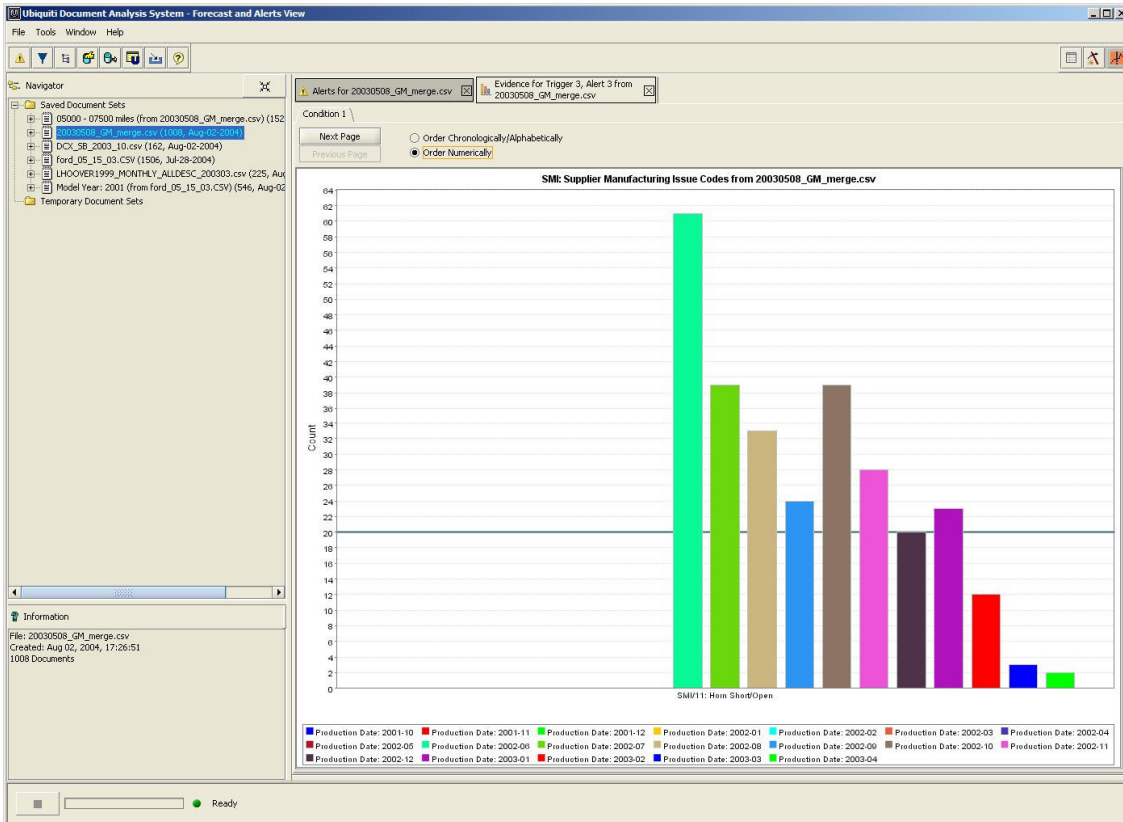 Ubiquiti Document Analysis System - Forecast and Alerts View
File Tools Window Help
Navigator
Saved Document Sets
05000 - 07500 miles (from 20030508_GM_merge.csv) (152
20030508_GM_merge.csv (1008, Aug-02-2004)
DCX_SB_2003_10.csv (162, Aug-02-2004)
ford_05_15_03.CSV (1506, Jul-28-2004)
LHOOVER1999_MONTHLY_ALLDESC_200303.csv (225, Au
Model Year: 2001 (from ford_05_15_03.CSV) (546, Aug-02
Temporary Document Sets
Information
File: 20030508_GM_merge.csv
Created: Aug 02, 2004, 17:26:51
1008 Documents
Alerts for 20030508_GM_merge.csv
Evidence for Trigger 3, Alert 3 from
20030508_GM_merge.csv
Condition 1
Next Page
Previous Page
Order Chronologically/Alphabetically
Order Numerically
SMI: Supplier Manufacturing Issue Codes from 20030508_GM_merge.csv
Count
64
62
60
58
56
54
52
50
48
46
44
42
40
38
36
34
32
30
28
26
24
22
20
18
16
14
12
10
8
6
4
2
0
SMI/11: Horn Short/Open
Production Date: 2001-10 Production Date: 2001-11 Production Date: 2001-12 Production Date: 2002-01 Production Date: 2002-02 Production Date: 2002-03 Production Date: 2002-04
Production Date: 2002-05 Production Date: 2002-06 Production Date: 2002-07 Production Date: 2002-08 Production Date: 2002-09 Production Date: 2002-10 Production Date: 2002-11
Production Date: 2002-12 Production Date: 2003-01 Production Date: 2003-02 Production Date: 2003-03 Production Date: 2003-04
Ready